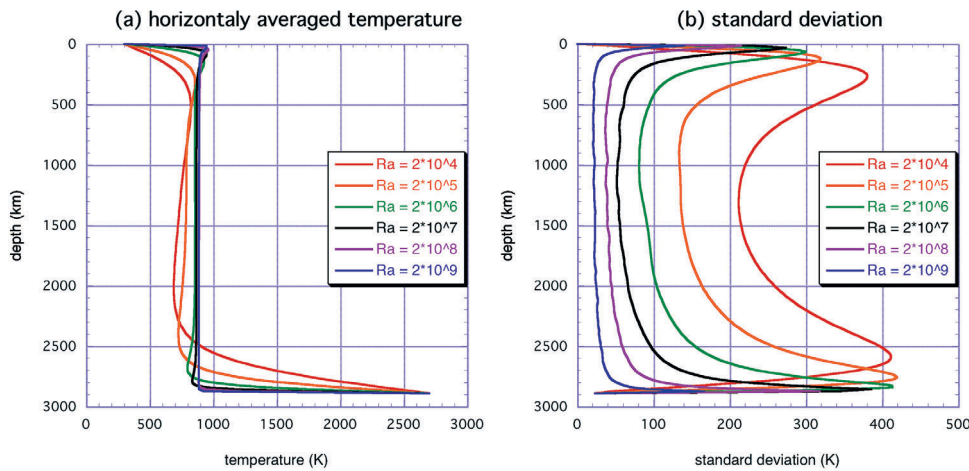 (a) horizontaly averaged temperature
0
500
1000
1500
2000
2500
3000
depth (km)
Ra = 2*10^4
Ra = 2*10^5
Ra = 2*10^6
Ra = 2*10^7
Ra = 2*10^8
Ra = 2*10^9
0 500 1000 1500 2000 2500 3000
temperature (K)
(b) standard deviation
0
500
1000
1500
2000
2500
3000
depth (km)
Ra = 2*10^4
Ra = 2*10^5
Ra = 2*10^6
Ra = 2*10^7
Ra = 2*10^8
Ra = 2*10^9
0 100 200 300 400 500
standard deviation (K)